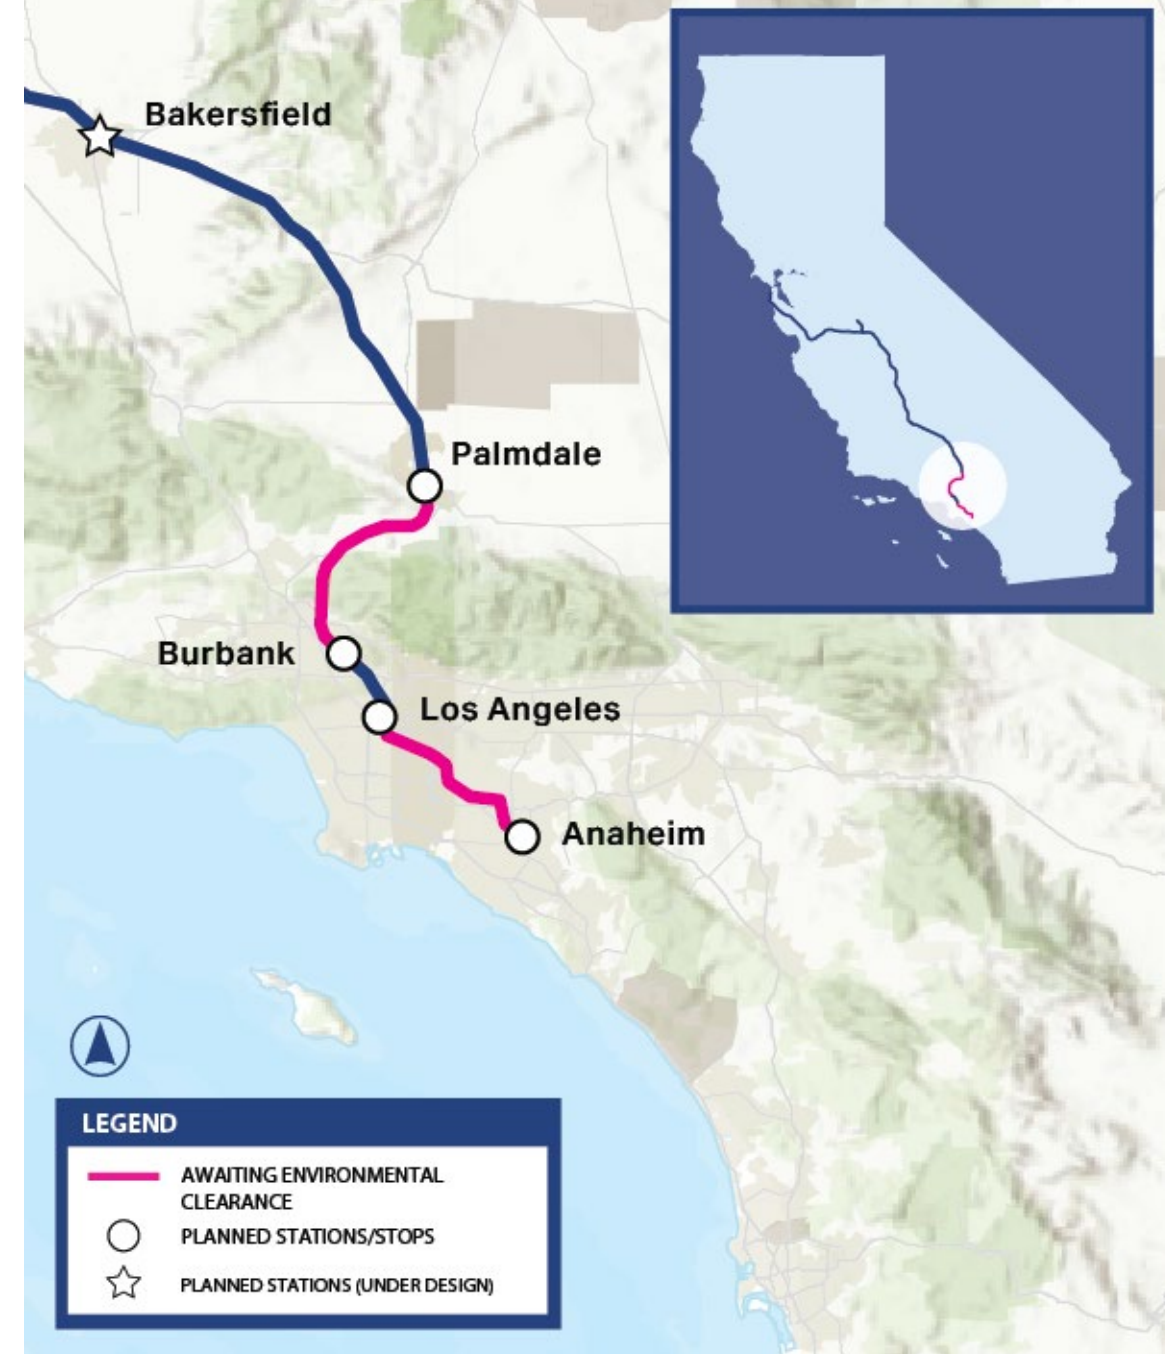 Bakersfield
Palmdale
Burbank
Los Angeles
Anaheim
LEGEND
AWAITING ENVIRONMENTAL
CLEARANCE
PLANNED STATIONS/STOPS
PLANNED STATIONS (UNDER DESIGN)